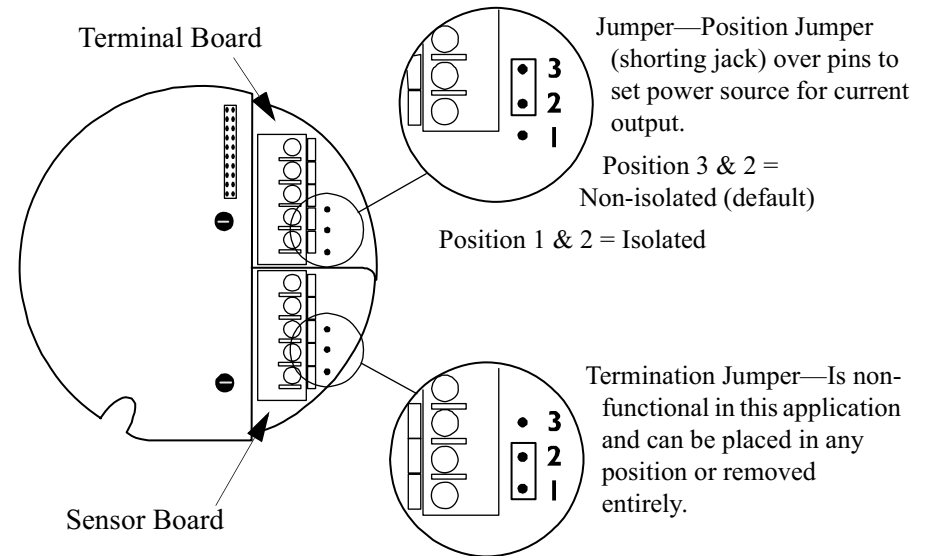 Terminal Board
Jumper—Position Jumper
(shorting jack) over pins to
set power source for current
output.
3
2
1
Position 3 & 2 =
Non-isolated (default)
Position 1 & 2 = Isolated
Termination Jumper—Is non-
functional in this application
and can be placed in any
position or removed
entirely.
3
2
1
Sensor Board